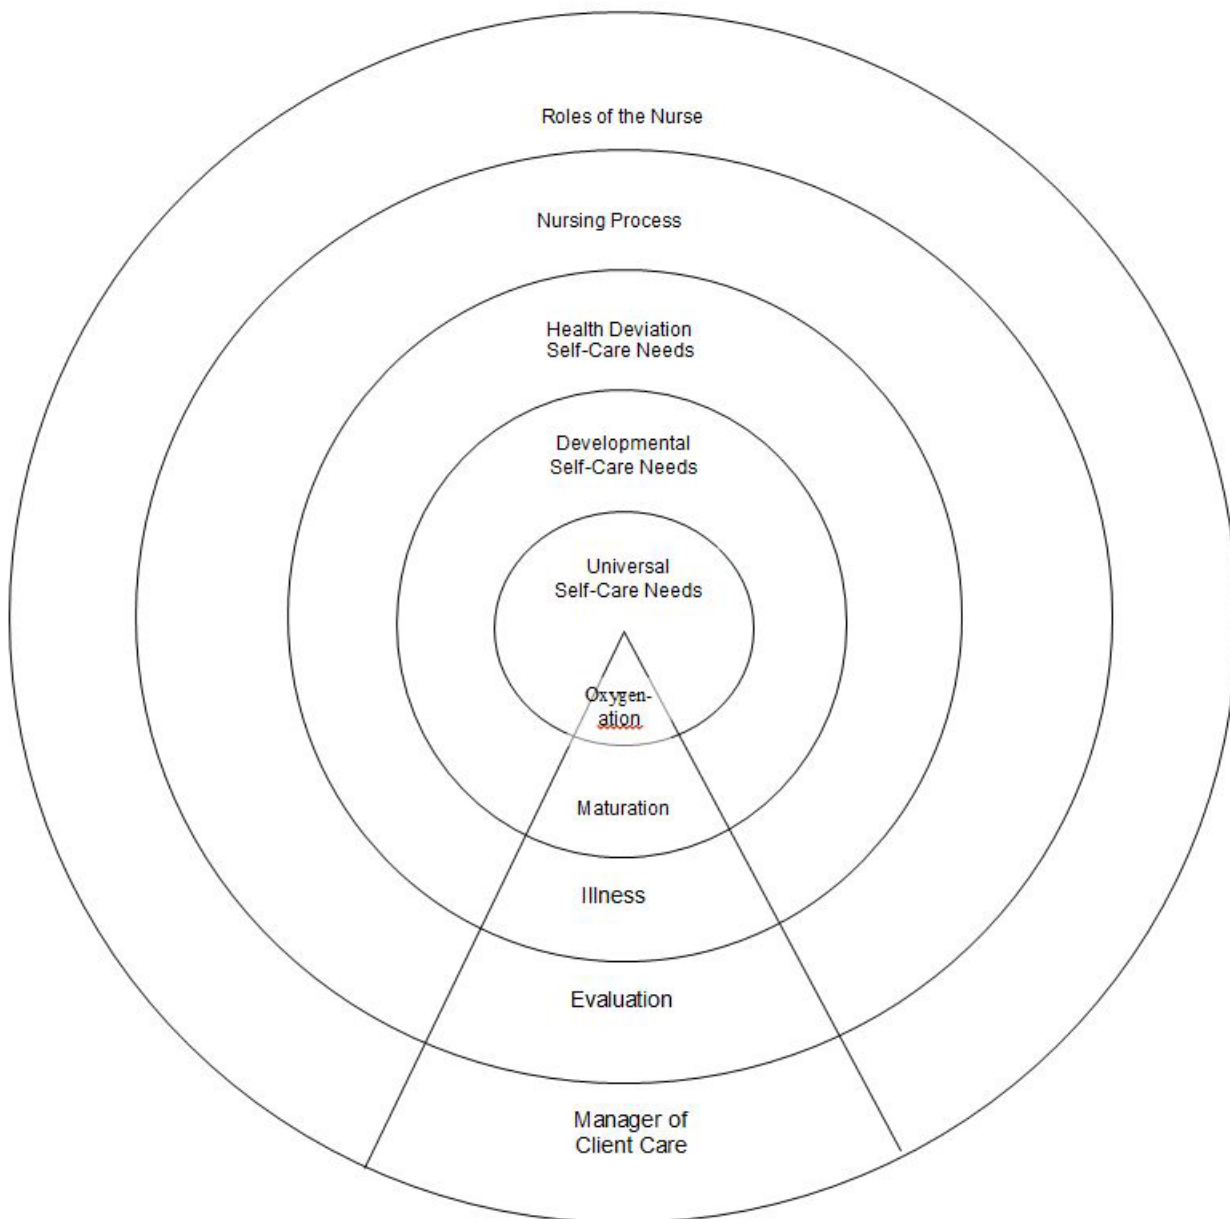 Roles of the Nurse
Nursing Process
Health Deviation
Self-Care Needs
Developmental
Self-Care Needs
Universal
Self-Care Needs
Oxygen-
ation
Maturation
Illness
Evaluation
Manager of
Client Care